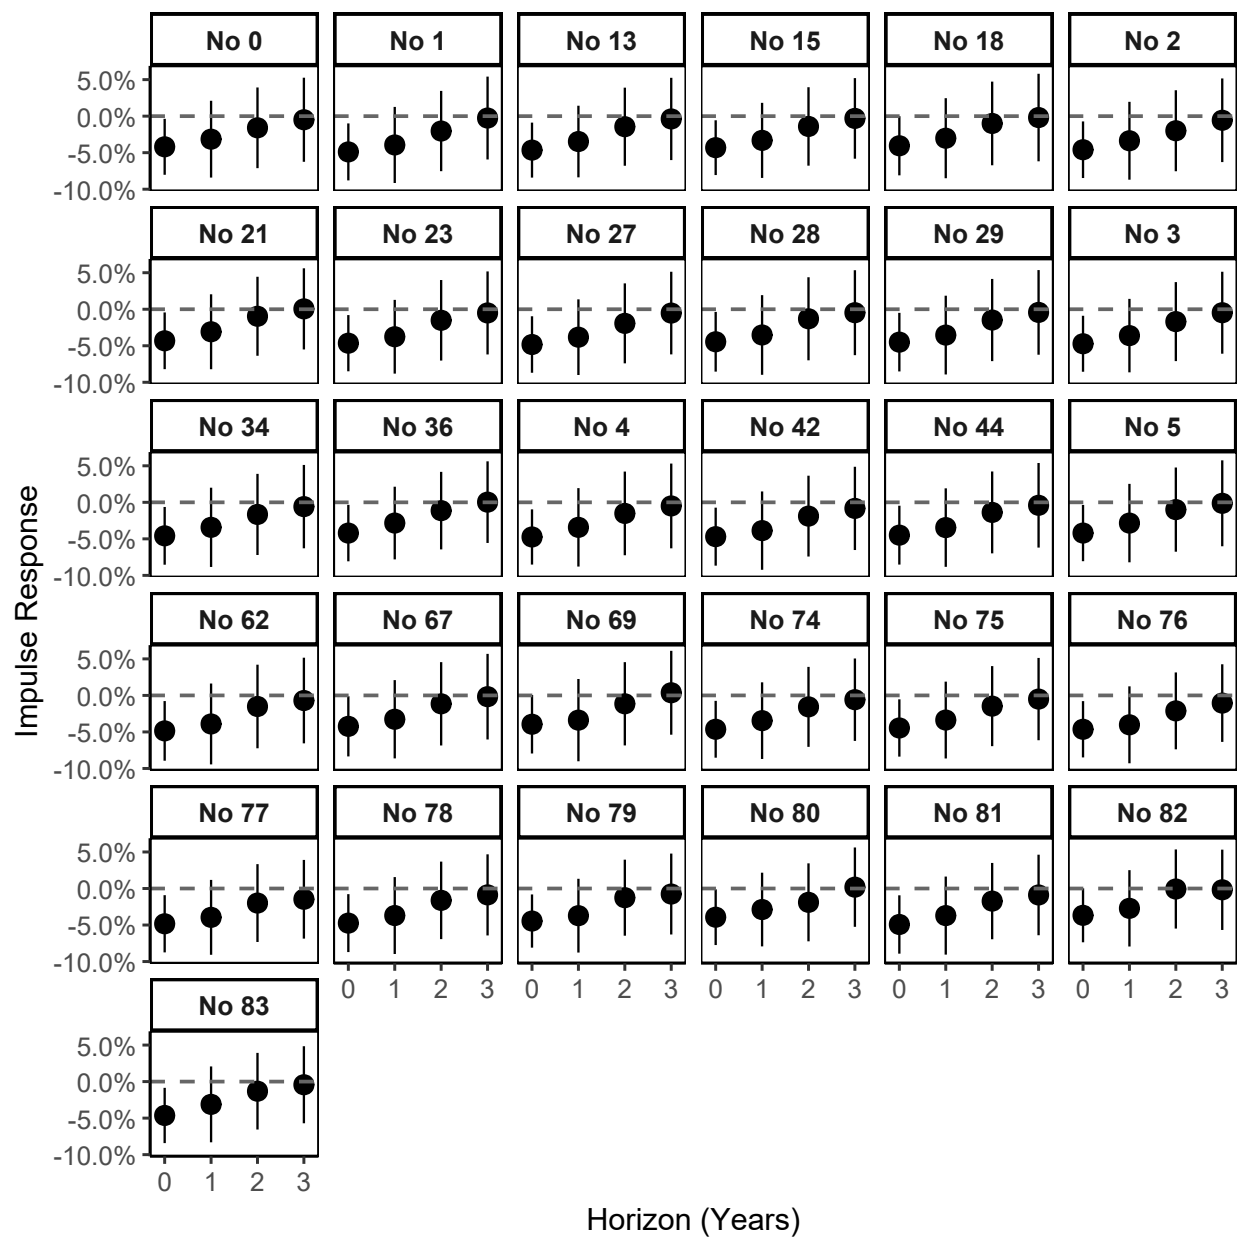 No 0 No 1 No 13 No 15 No 18 No 2
5.0%
0.0%
-5.0%
-10.0%
No 21 No 23 No 27 No 28 No 29 No 3
5.0%
0.0%
-5.0%
-10.0%
No 34 No 36 No 4 No 42 No 44 No 5
5.0%
0.0%
-5.0%
-10.0%
No 62 No 67 No 69 No 74 No 75 No 76
5.0%
0.0%
-5.0%
-10.0%
No 77 No 78 No 79 No 80 No 81 No 82
5.0%
0.0%
-5.0%
-10.0%
0 1 2 3 0 1 2 3 0 1 2 3 0 1 2 3 0 1 2 3
No 83
5.0%
0.0%
-5.0%
-10.0%
0 1 2 3
Impulse Response
Horizon (Years)